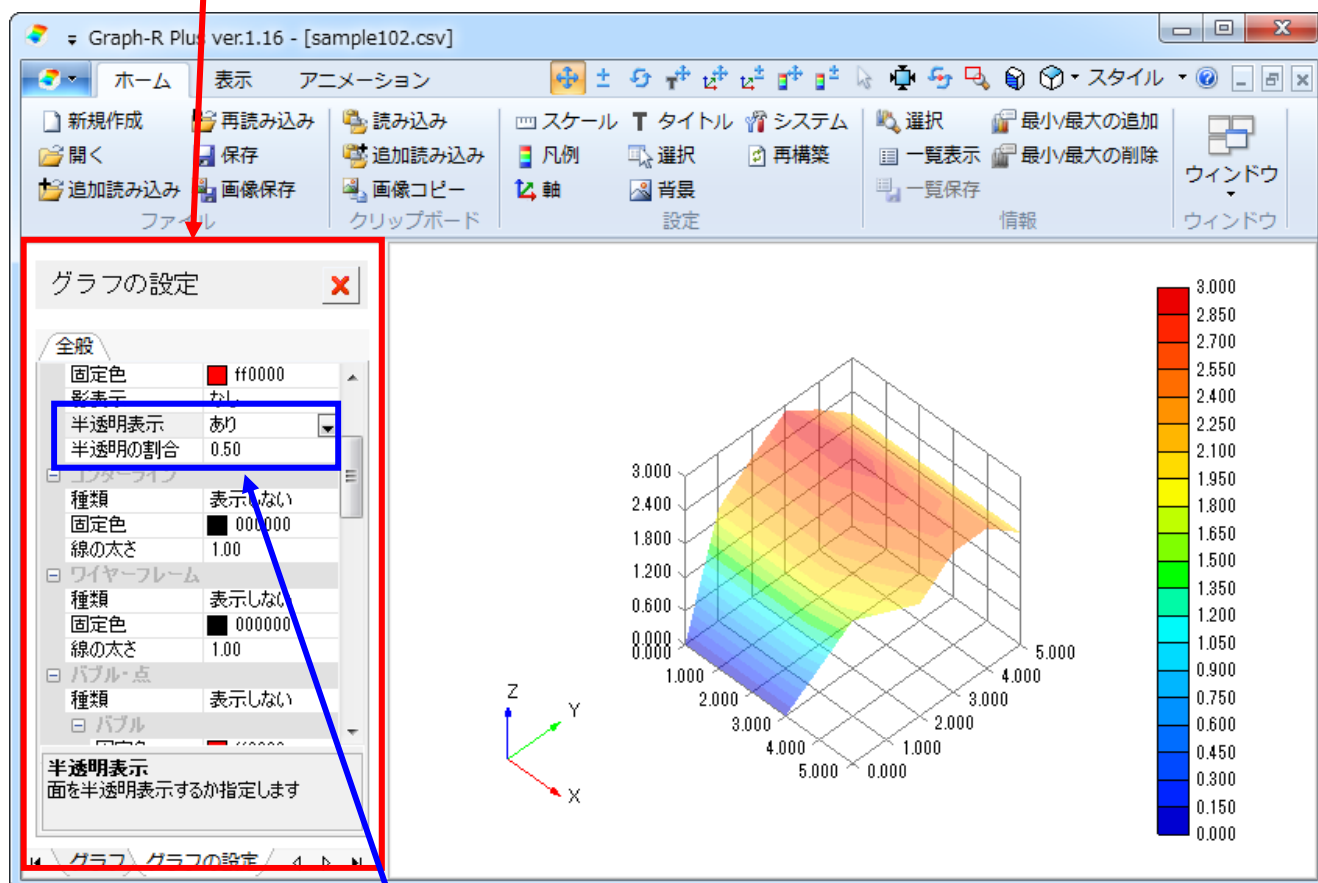 Graph-R Plus ver.1.16 - [sample102.csv]
ホーム 表示 アニメーション スタイル
新規作成 再読み込み 読み込み スケール タイトル システム 選択 最小/最大の追加
開く 保存 追加読み込み 凡例 選択 再構築 一覧表示 最小/最大の削除 ウィンドウ
追加読み込み 画像保存 画像コピー 軸 背景 一覧保存
ファイル クリップボード 設定 情報 ウィンドウ
グラフの設定
全般
固定色 ff0000
影表示 なし
半透明表示 あり
半透明の割合 0.50
コンターライン
種類 表示しない
固定色 000000
線の太さ 1.00
ワイヤーフレーム
種類 表示しない
固定色 000000
線の太さ 1.00
バブル・点
種類 表示しない
バブル
半透明表示
面を半透明表示するか指定します
グラフ グラフの設定
3.000
2.400
1.800
1.200
0.600
0.000
0.000
1.000
2.000
3.000
4.000
5.000
0.000
1.000
2.000
3.000
4.000
5.000
Z
Y
X
3.000
2.850
2.700
2.550
2.400
2.250
2.100
1.950
1.800
1.650
1.500
1.350
1.200
1.050
0.900
0.750
0.600
0.450
0.300
0.150
0.000